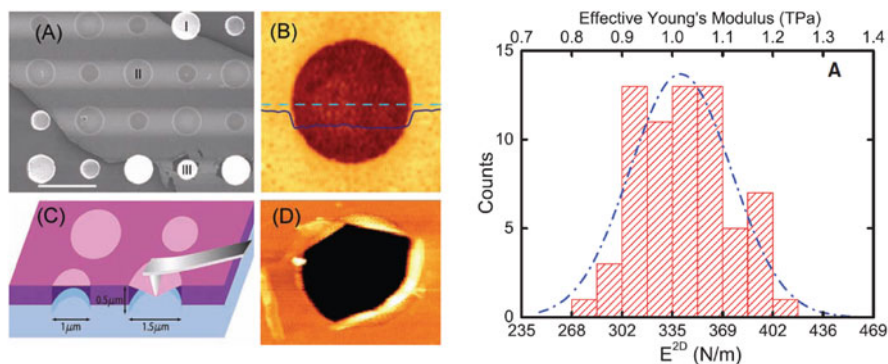 (A)
I
II
III
(B)
(C)
0.5μm
1μm
1.5μm
(D)
Effective Young's Modulus (TPa)
0.7 0.8 0.9 1.0 1.1 1.2 1.3 1.4
A
15
10
5
0
Counts
235 268 302 335 369 402 436 469
E2D (N/m)